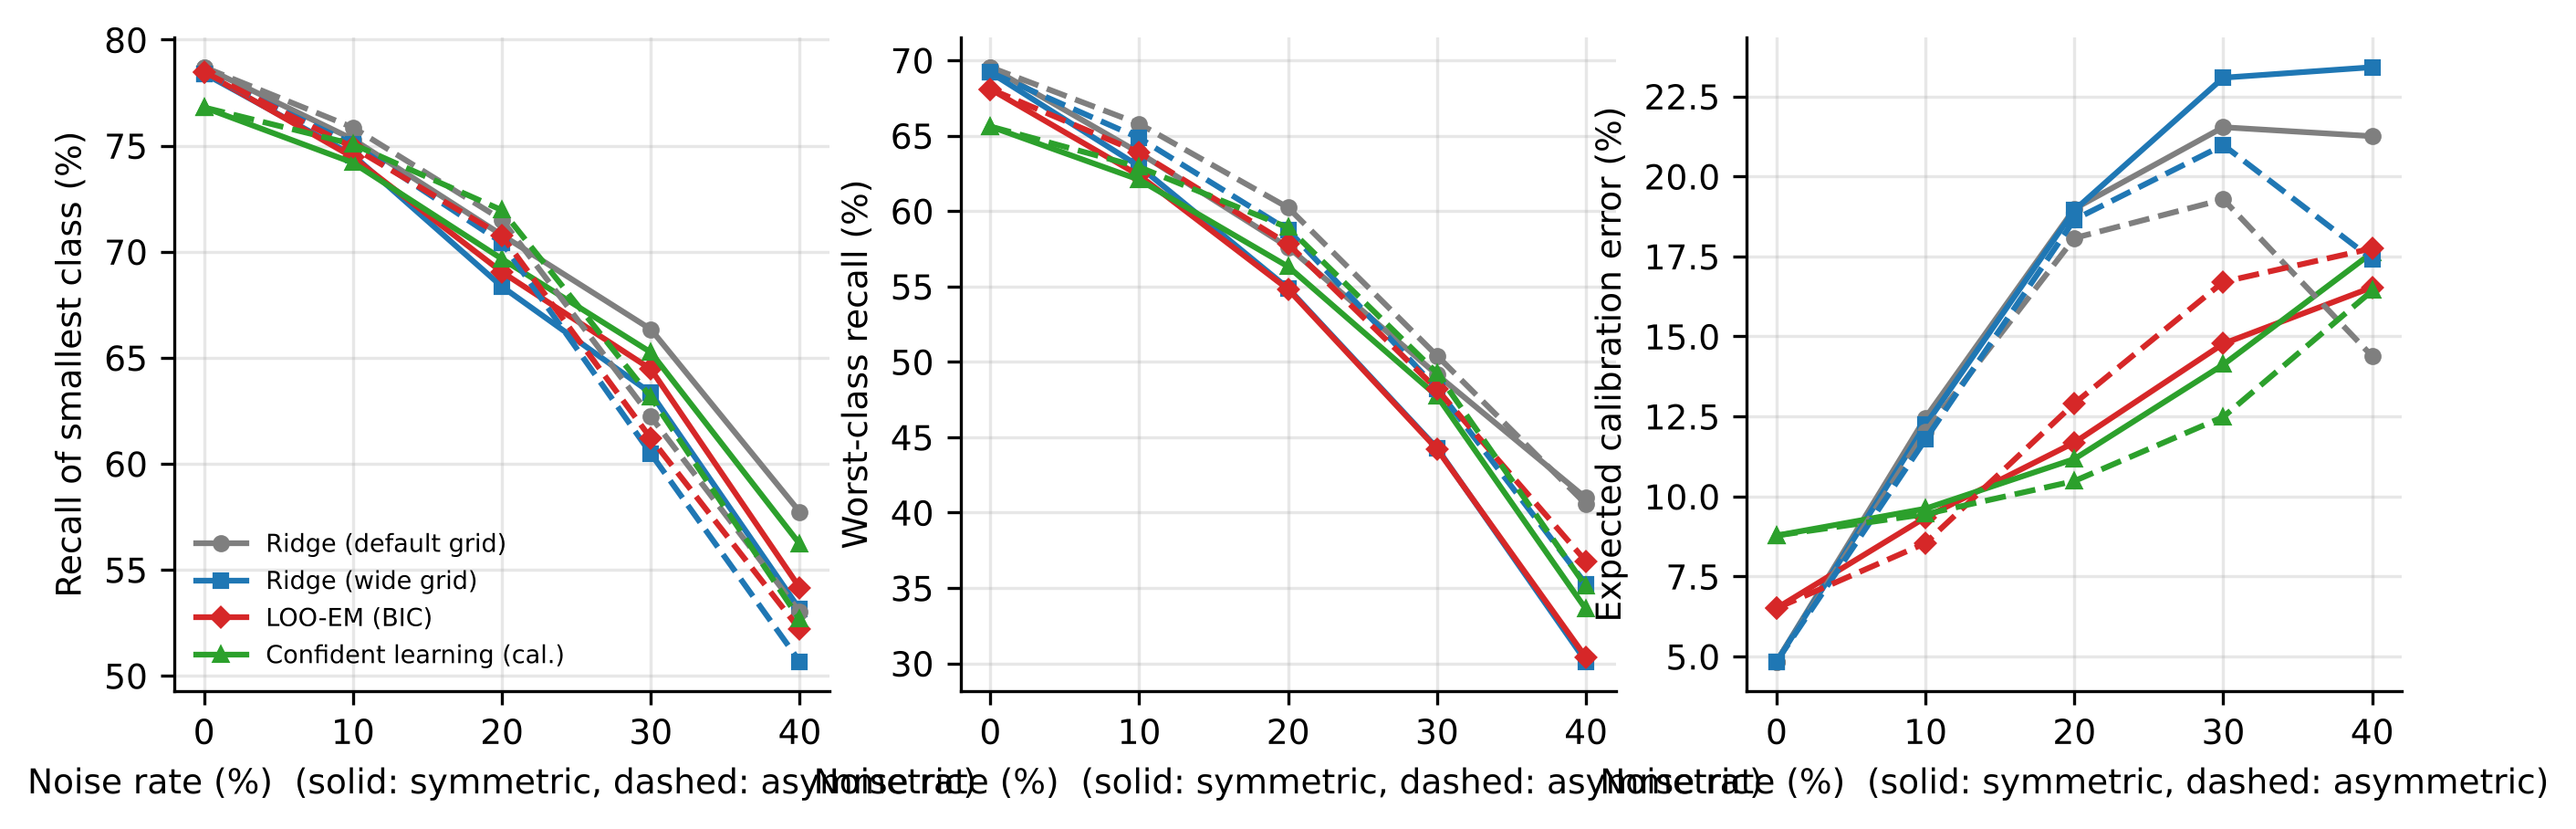 Recall of smallest class (%)
80
75
70
65
60
55
50
Ridge (default grid)
Ridge (wide grid)
LOO-EM (BIC)
Confident learning (cal.)
0 10 20 30 40
Noise rate (%) (solid: symmetric, dashed: asymmetric)
Worst-class recall (%)
70
65
60
55
50
45
40
35
30
0 10 20 30 40
Noise rate (%) (solid: symmetric, dashed: asymmetric)
Expected calibration error (%)
22.5
20.0
17.5
15.0
12.5
10.0
7.5
5.0
0 10 20 30 40
Noise rate (%) (solid: symmetric, dashed: asymmetric)